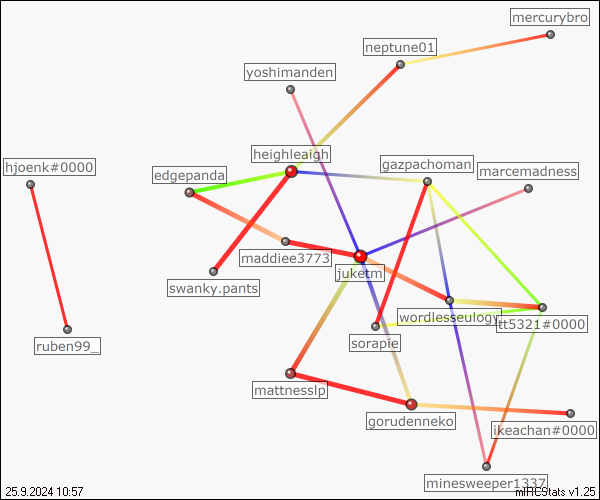 mercurybro
neptune01
yoshimanden
heighleaigh
gazpachoman
hjoenk#0000
marcemadness
edgepanda
maddiee3773
juketm
swanky.pants
wordlesseulogy
tt5321#0000
sorapie
ruben99_
mattnesslp
gorudenneko
ikeachan#0000
minesweeper1337
25.9.2024 10:57
mIRCStats v1.25